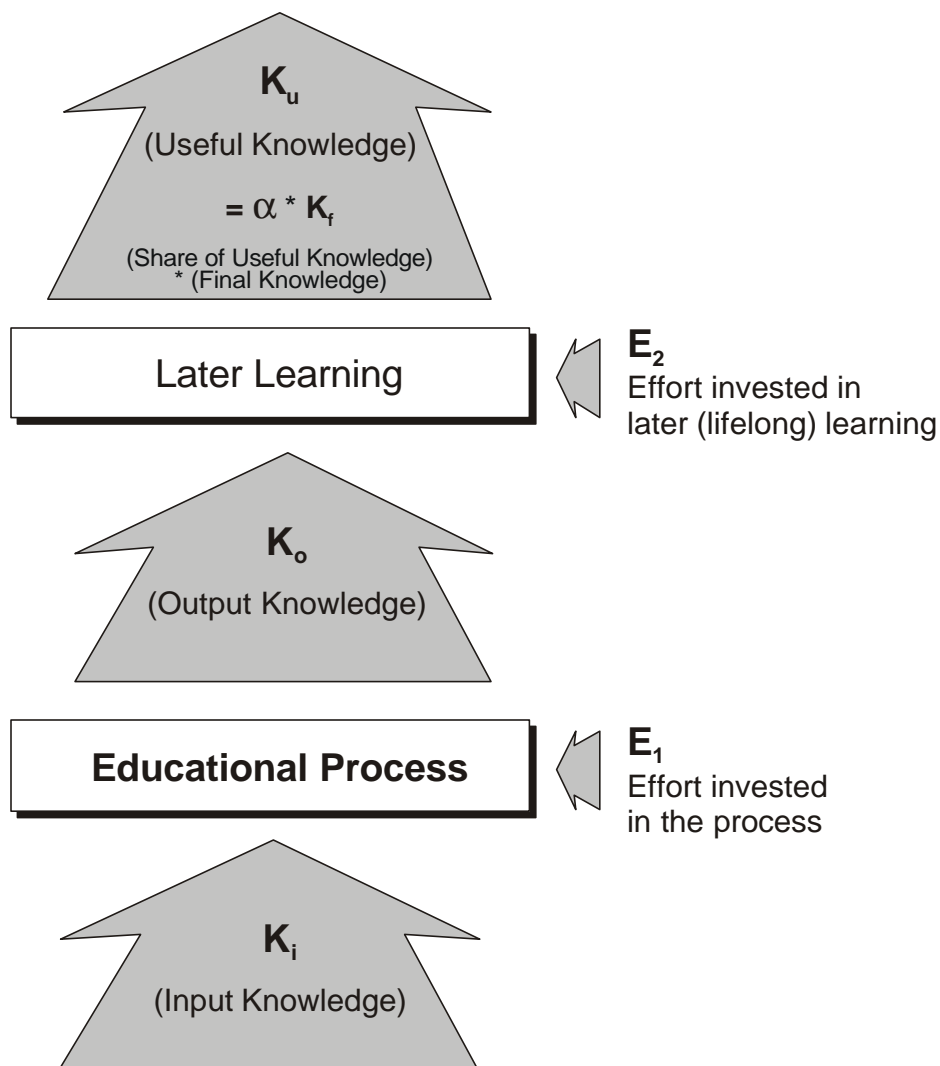 Kᵤ
(Useful Knowledge)
= α * K_f
(Share of Useful Knowledge)
* (Final Knowledge)
Later Learning
E₂
Effort invested in
later (lifelong) learning
Kₒ
(Output Knowledge)
Educational Process
E₁
Effort invested
in the process
Kᵢ
(Input Knowledge)